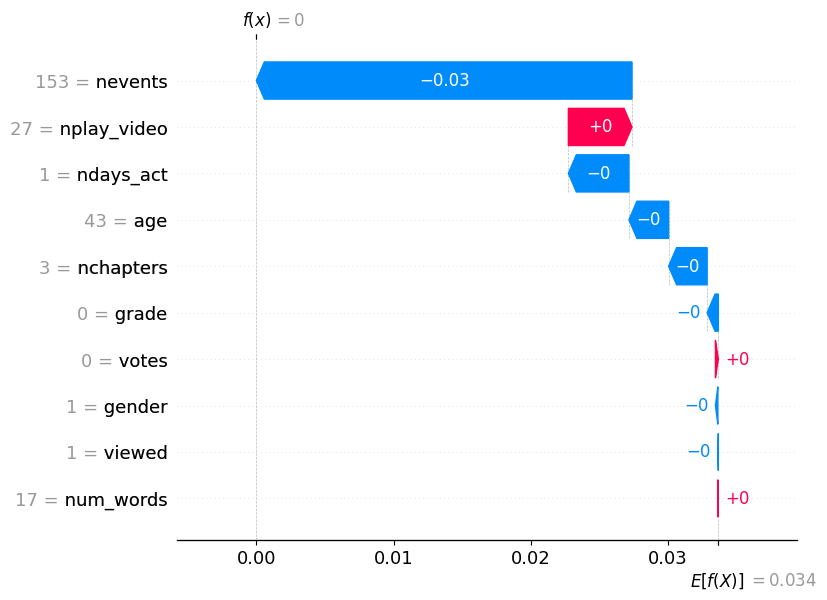 f(x) = 0
153 = nevents
−0.03
27 = nplay_video
+0
1 = ndays_act
−0
43 = age
−0
3 = nchapters
−0
0 = grade
−0
0 = votes
+0
1 = gender
−0
1 = viewed
−0
17 = num_words
+0
0.00 0.01 0.02 0.03
E[f(X)] = 0.034